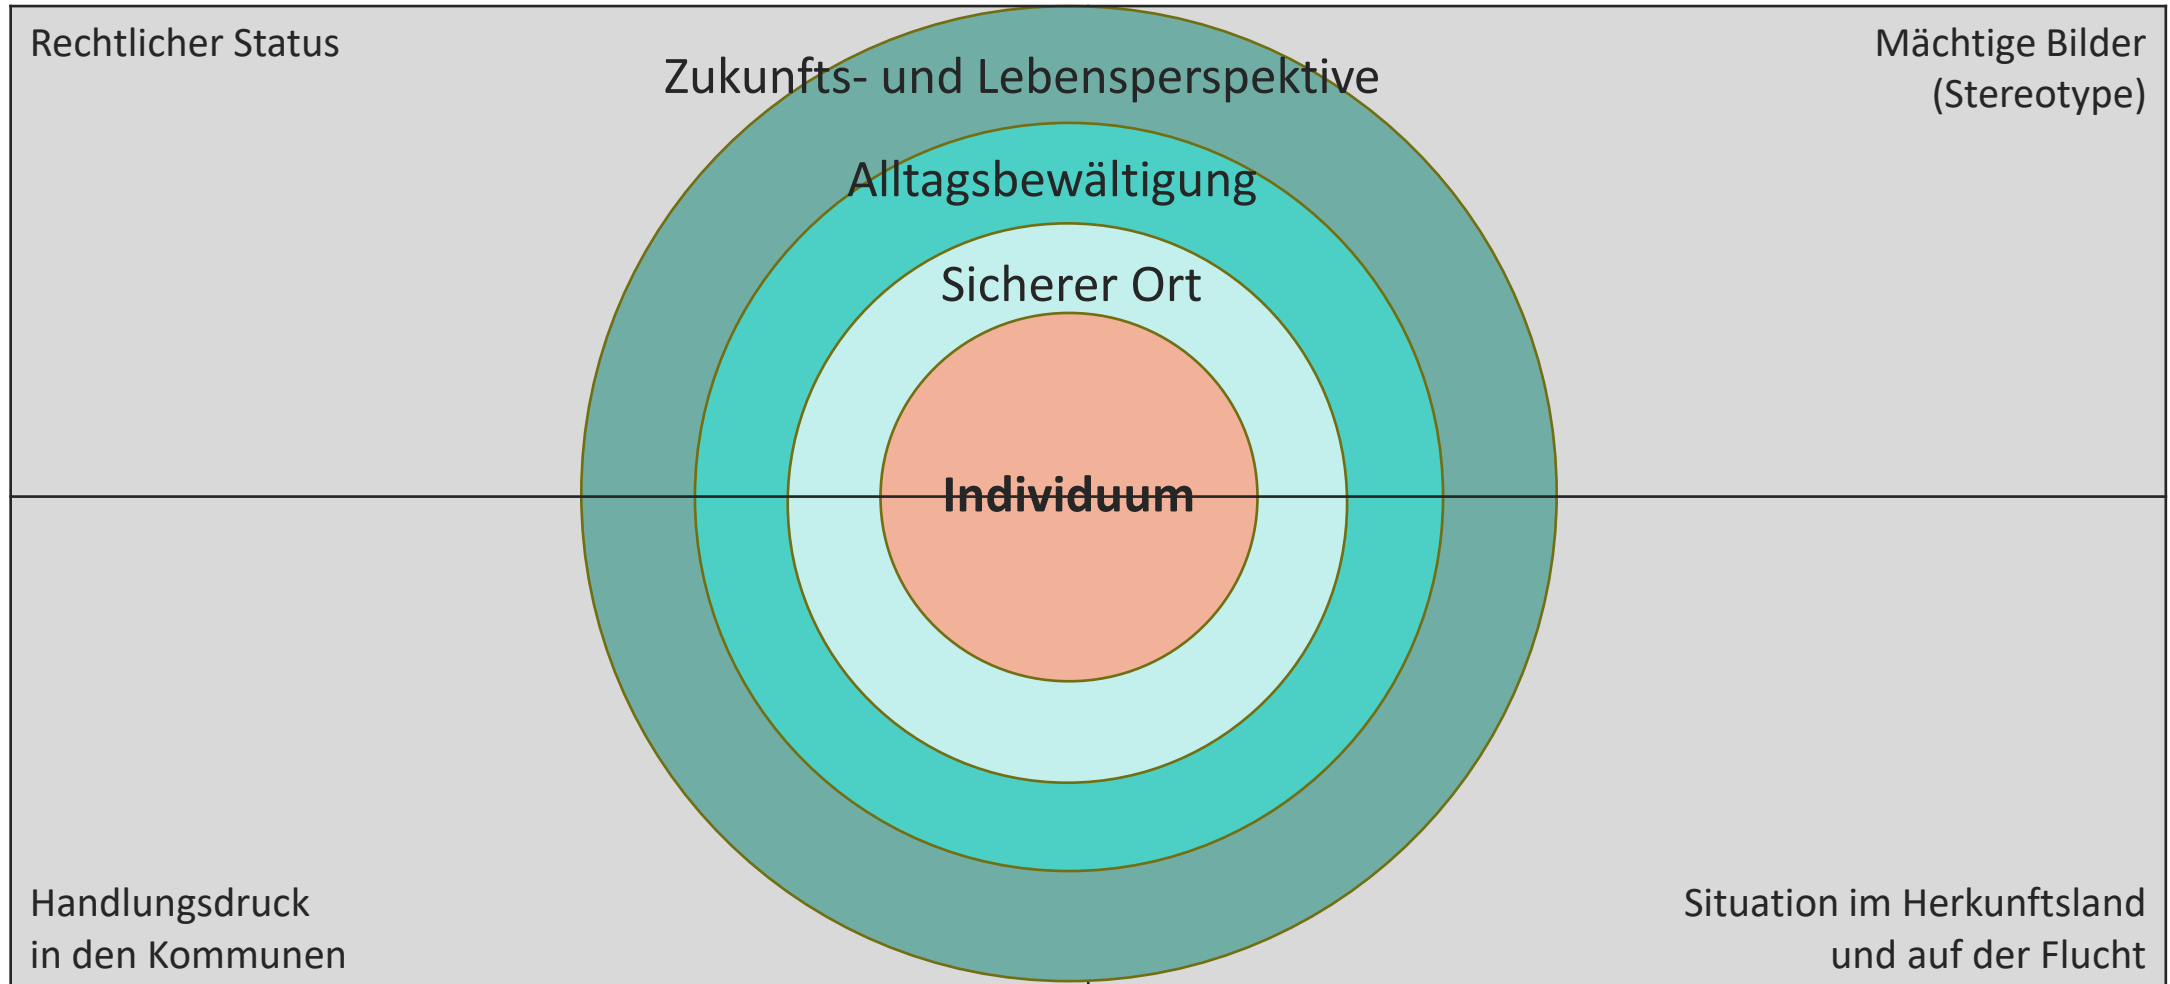 Rechtlicher Status
Mächtige Bilder
(Stereotype)
Zukunfts- und Lebensperspektive
Alltagsbewältigung
Sicherer Ort
Individuum
Handlungsdruck
in den Kommunen
Situation im Herkunftsland
und auf der Flucht